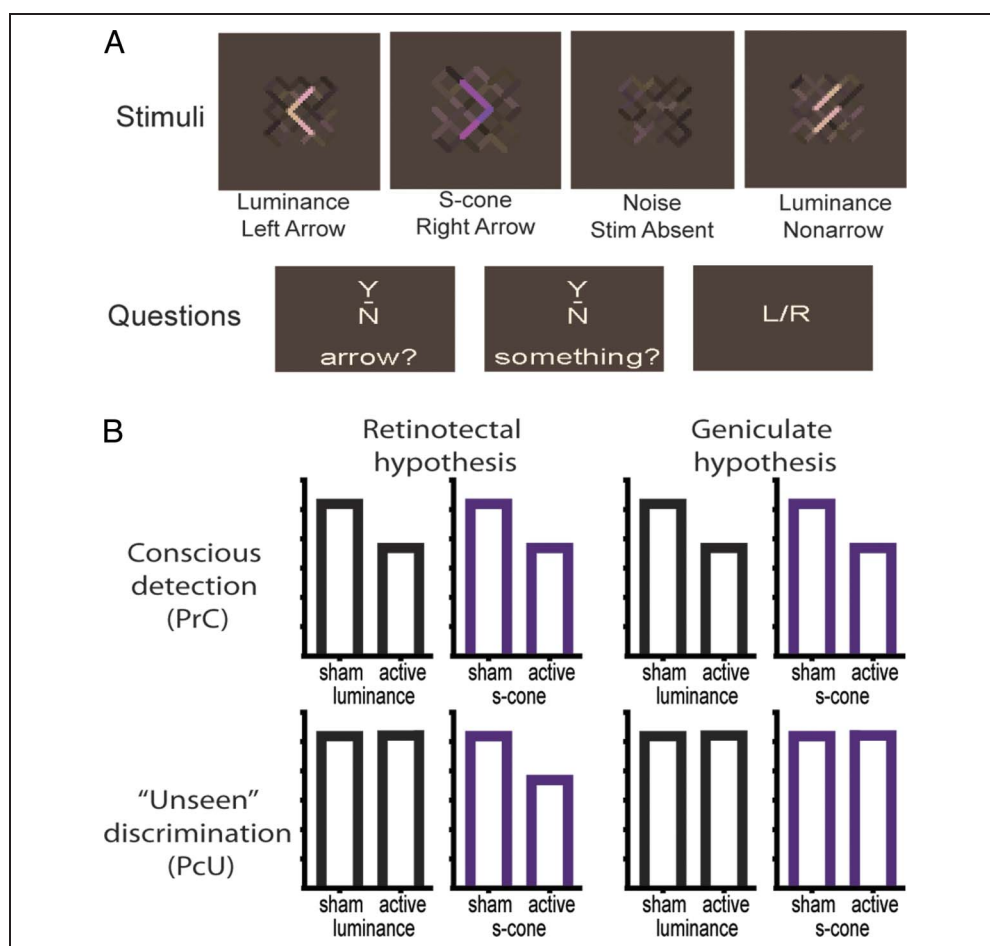 A
Stimuli
Luminance
Left Arrow
S-cone
Right Arrow
Noise
Stim Absent
Luminance
Nonarrow
Questions
Y
N
arrow?
Y
N
something?
L/R
B
Retinotectal
hypothesis
Geniculate
hypothesis
Conscious
detection
(PrC)
sham active
luminance
sham active
s-cone
sham active
luminance
sham active
s-cone
“Unseen”
discrimination
(PcU)
sham active
luminance
sham active
s-cone
sham active
luminance
sham active
s-cone